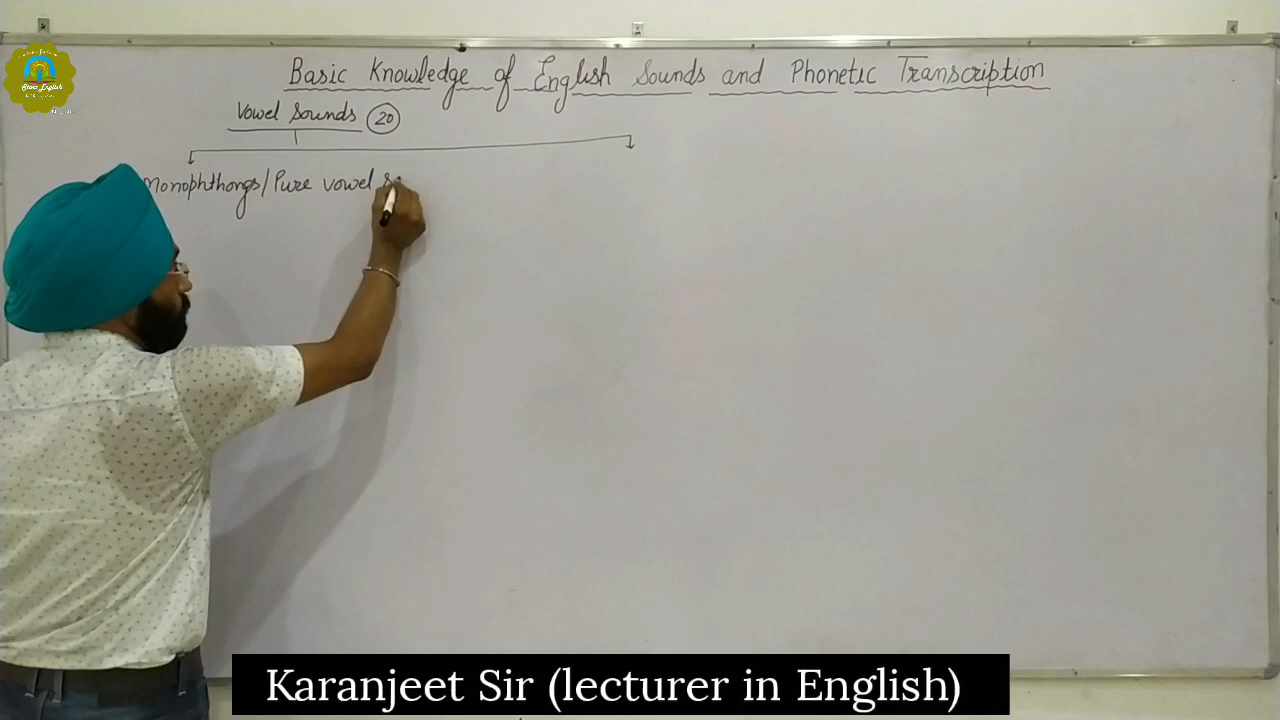 Basic Knowledge of English Sounds and Phonetic Transcription
Vowel Sounds 20
Monophthongs/Pure vowel s
Karanjeet Sir (lecturer in English)